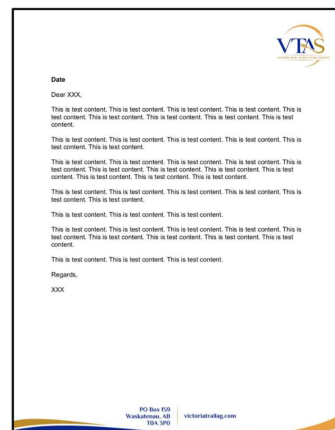 VTAS
Date
Dear XXX,
This is test content. This is test content. This is test content. This is test content. This is
test content. This is test content. This is test content. This is test content. This is test
content.
This is test content. This is test content. This is test content. This is test content. This is
test content. This is test content.
This is test content. This is test content. This is test content. This is test content. This is
test content. This is test content. This is test content. This is test content. This is test
content. This is test content. This is test content. This is test content.
This is test content. This is test content. This is test content. This is test content. This is
test content. This is test content.
This is test content. This is test content. This is test content.
This is test content. This is test content. This is test content. This is test content. This is
test content. This is test content. This is test content. This is test content. This is test
content.
This is test content. This is test content. This is test content.
Regards,
XXX
PO Box 159
Waskatenau, AB
T0A 3P0
victoriatrailag.com